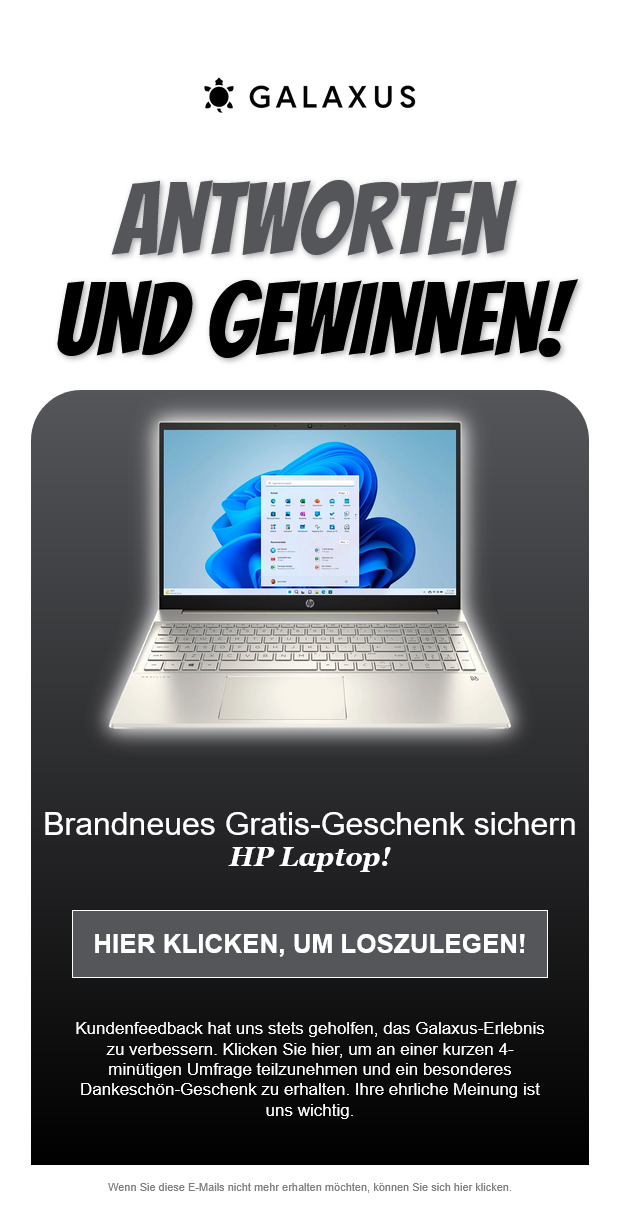 GALAXUS
ANTWORTEN
UND GEWINNEN!
hp
Brandneues Gratis-Geschenk sichern
HP Laptop!
HIER KLICKEN, UM LOSZULEGEN!
Kundenfeedback hat uns stets geholfen, das Galaxus-Erlebnis
zu verbessern. Klicken Sie hier, um an einer kurzen 4-
minütigen Umfrage teilzunehmen und ein besonderes
Dankeschön-Geschenk zu erhalten. Ihre ehrliche Meinung ist
uns wichtig.
Wenn Sie diese E-Mails nicht mehr erhalten möchten, können Sie sich hier klicken.